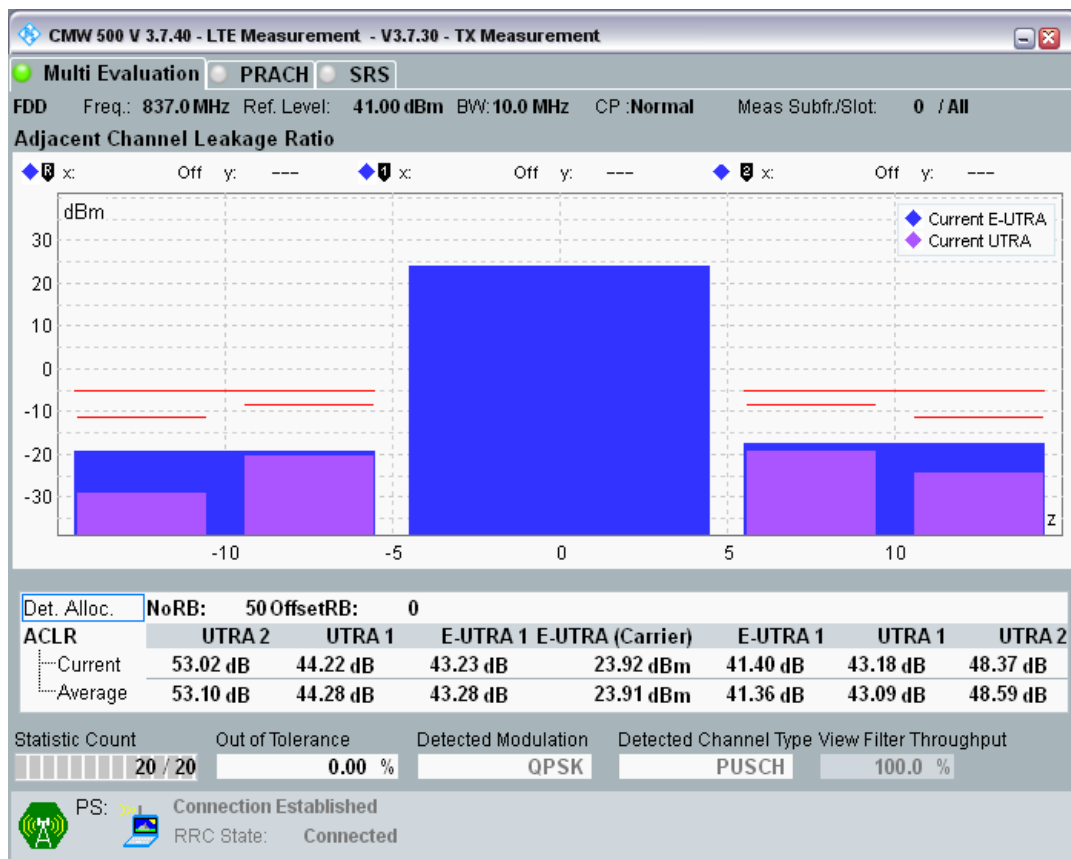 CMW 500 V 3.7.40 - LTE Measurement - V3.7.30 - TX Measurement
Multi Evaluation PRACH SRS
FDD Freq.: 837.0 MHz Ref. Level: 41.00 dBm BW: 10.0 MHz CP :Normal Meas Subfr./Slot: 0 / All
Adjacent Channel Leakage Ratio
R x: Off y: --- 1 x: Off y: --- 2 x: Off y: ---
dBm
Current E-UTRA
Current UTRA
30
20
10
0
-10
-20
-30
z
-10 -5 0 5 10
Det. Alloc. NoRB: 50 OffsetRB: 0
ACLR UTRA 2 UTRA 1 E-UTRA 1 E-UTRA (Carrier) E-UTRA 1 UTRA 1 UTRA 2
Current 53.02 dB 44.22 dB 43.23 dB 23.92 dBm 41.40 dB 43.18 dB 48.37 dB
Average 53.10 dB 44.28 dB 43.28 dB 23.91 dBm 41.36 dB 43.09 dB 48.59 dB
Statistic Count Out of Tolerance Detected Modulation Detected Channel Type View Filter Throughput
20 / 20 0.00 % QPSK PUSCH 100.0 %
PS: Connection Established
RRC State: Connected